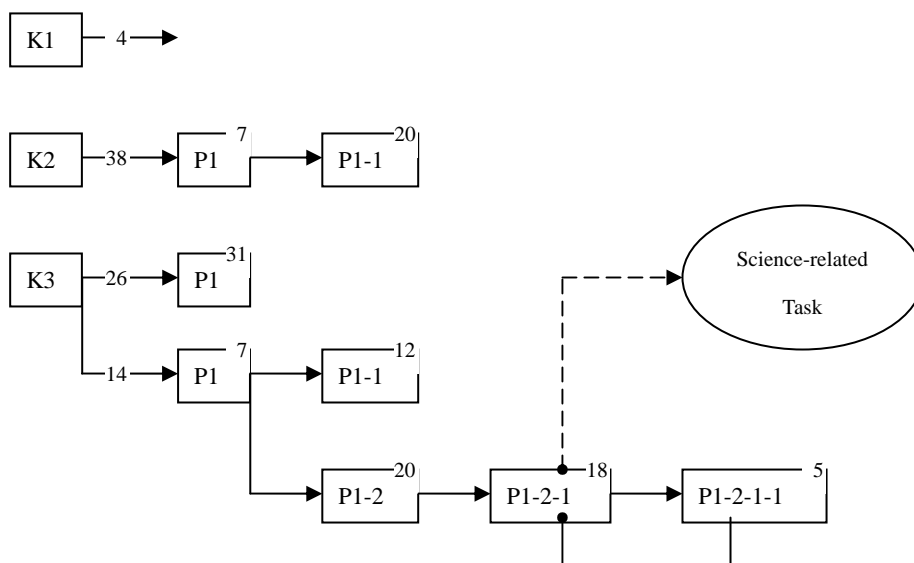 K1
4
K2
38
P1
7
P1-1
20
K3
26
P1
31
Science-related
Task
14
P1
7
P1-1
12
P1-2
20
P1-2-1
18
P1-2-1-1
5